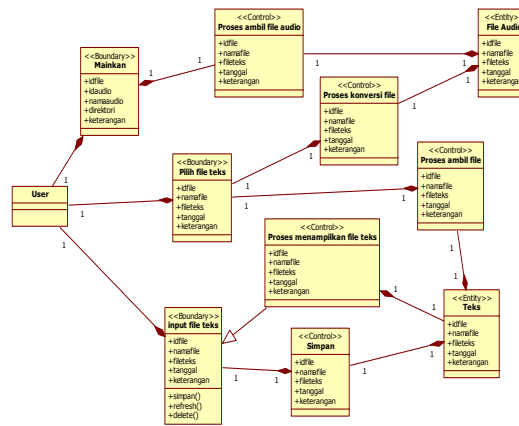 <<Control>>
Proses ambil file audio
+idfile
+namafile
+fileteks
+tanggal
+keterangan
<<Entity>>
File Audio
+idfile
+namafile
+fileteks
+tanggal
+keterangan
<<Boundary>>
Mainkan
+idfile
+idaudio
+namaaudio
+direktori
+keterangan
1
1
1
1
<<Control>>
Proses konversi file
+idfile
+namafile
+fileteks
+tanggal
+keterangan
1
1
<<Control>>
Proses ambil file
+idfile
+namafile
+fileteks
+tanggal
+keterangan
<<Boundary>>
Pilih file teks
+idfile
+namafile
+fileteks
+tanggal
+keterangan
1
1
1
1
User
1
1
1
1
<<Control>>
Proses menampilkan file teks
+idfile
+namafile
+fileteks
+tanggal
+keterangan
1
1
1
1
<<Entity>>
Teks
+idfile
+namafile
+fileteks
+tanggal
+keterangan
<<Boundary>>
input file teks
+idfile
+namafile
+fileteks
+tanggal
+keterangan
+simpan()
+refresh()
+delete()
1
<<Control>>
Simpan
+idfile
+namafile
+fileteks
+tanggal
+keterangan
1
1
1
1